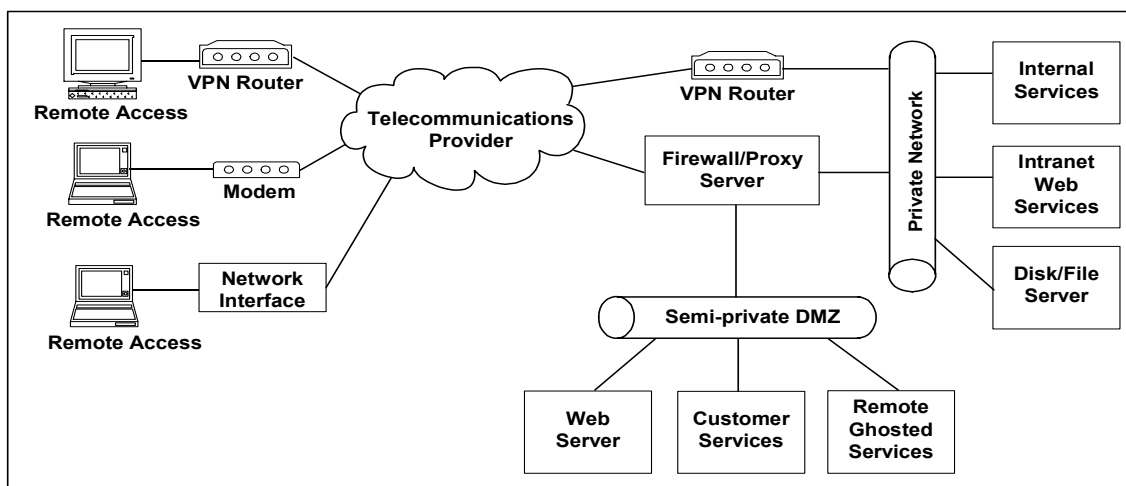 Remote Access
VPN Router
Remote Access
Modem
Remote Access
Network
Interface
Telecommunications
Provider
VPN Router
Firewall/Proxy
Server
Private Network
Internal
Services
Intranet
Web
Services
Disk/File
Server
Semi-private DMZ
Web
Server
Customer
Services
Remote
Ghosted
Services